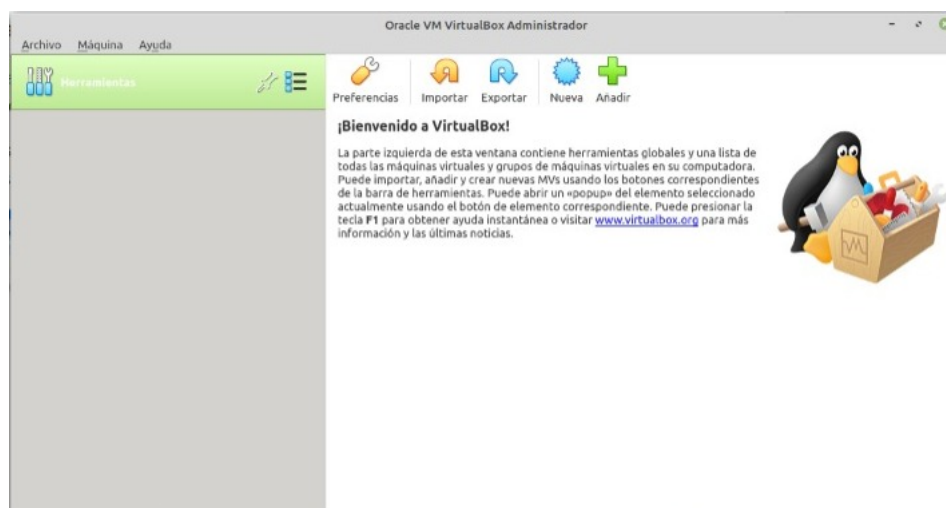 Oracle VM VirtualBox Administrador
Archivo Máquina Ayuda
Herramientas
Preferencias Importar Exportar Nueva Añadir
¡Bienvenido a VirtualBox!
La parte izquierda de esta ventana contiene herramientas globales y una lista de
todas las máquinas virtuales y grupos de máquinas virtuales en su computadora.
Puede importar, añadir y crear nuevas MVs usando los botones correspondientes
de la barra de herramientas. Puede abrir un «popup» del elemento seleccionado
actualmente usando el botón de elemento correspondiente. Puede presionar la
tecla F1 para obtener ayuda instantánea o visitar www.virtualbox.org para más
información y las últimas noticias.